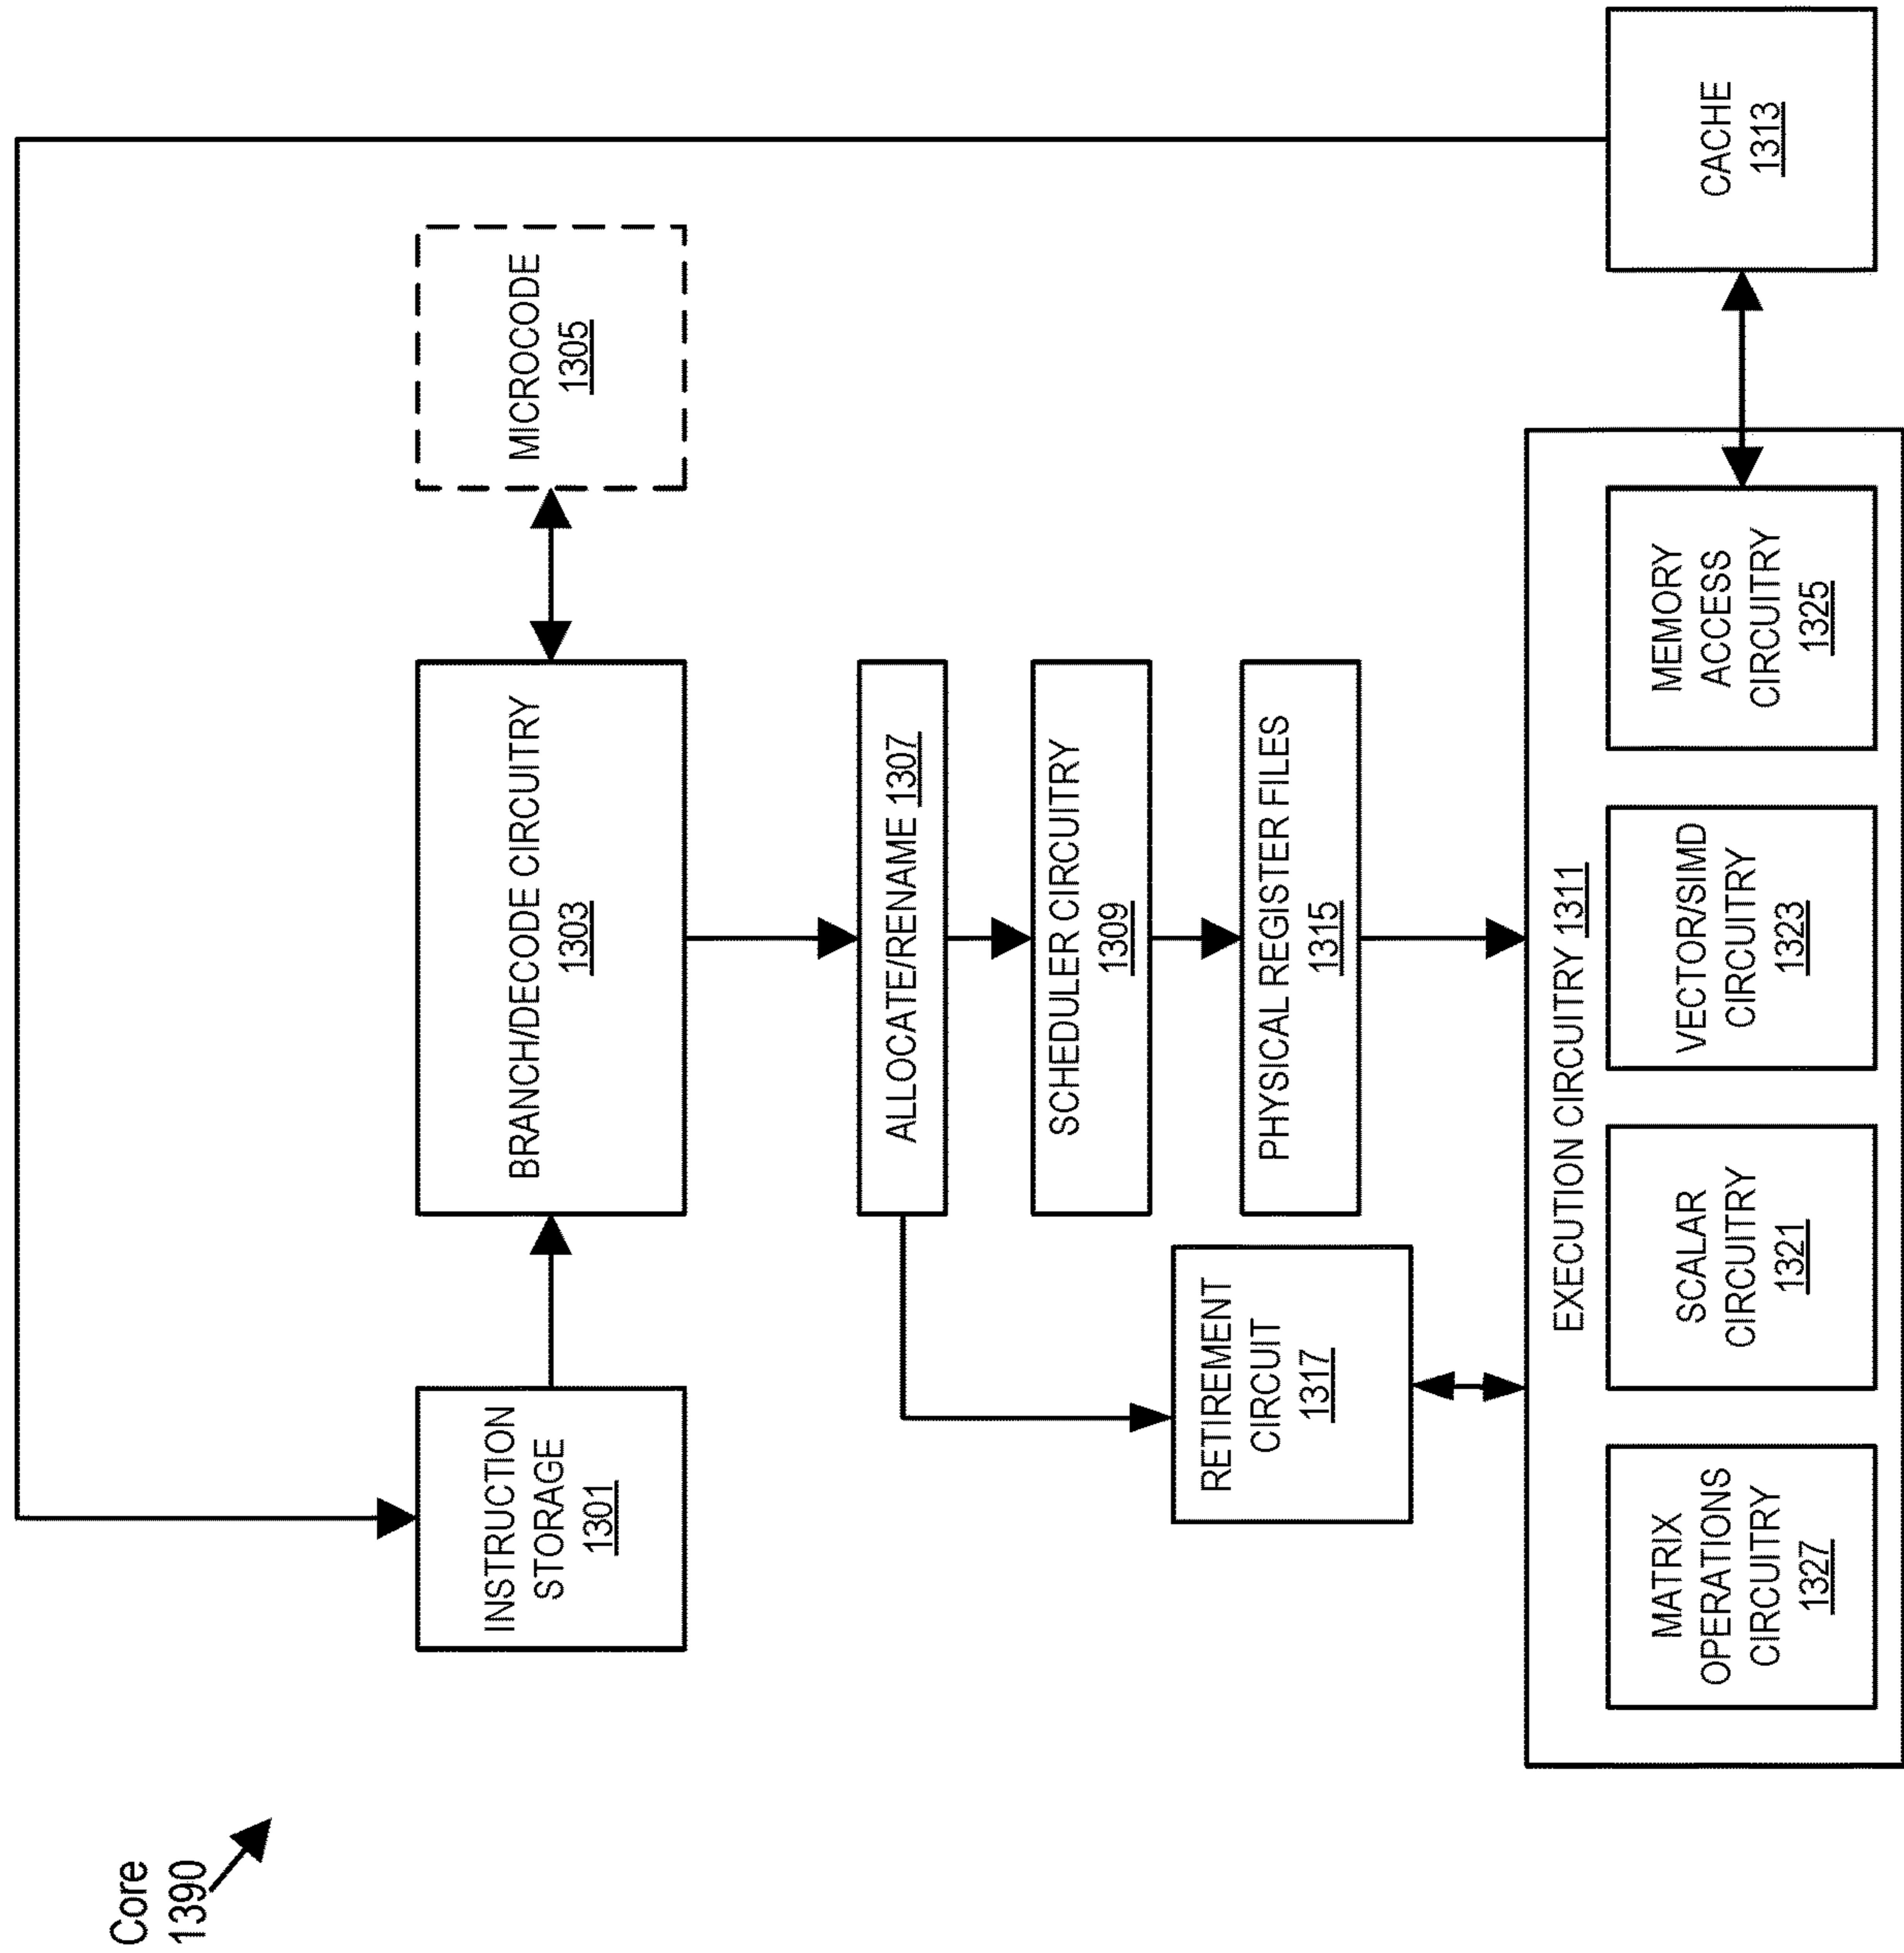 Core
1390
INSTRUCTION
STORAGE
1301
BRANCH/DECODE CIRCUITRY
1303
MICROCODE
1305
ALLOCATE/RENAME 1307
SCHEDULER CIRCUITRY
1309
PHYSICAL REGISTER FILES
1315
RETIREMENT
CIRCUIT
1317
EXECUTION CIRCUITRY 1311
MATRIX
OPERATIONS
CIRCUITRY
1327
SCALAR
CIRCUITRY
1321
VECTOR/SIMD
CIRCUITRY
1323
MEMORY
ACCESS
CIRCUITRY
1325
CACHE
1313